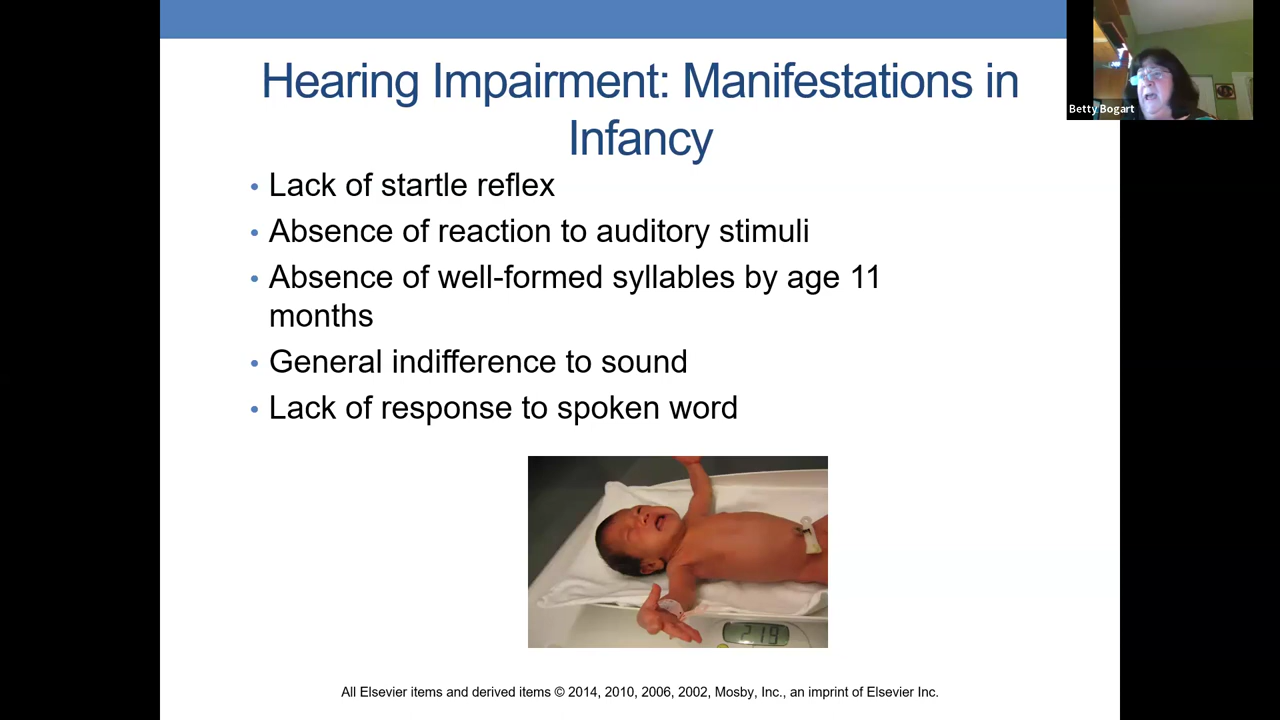 Hearing Impairment: Manifestations in
Infancy
Betty Bogart
• Lack of startle reflex
• Absence of reaction to auditory stimuli
• Absence of well-formed syllables by age 11
months
• General indifference to sound
• Lack of response to spoken word
219
All Elsevier items and derived items © 2014, 2010, 2006, 2002, Mosby, Inc., an imprint of Elsevier Inc.